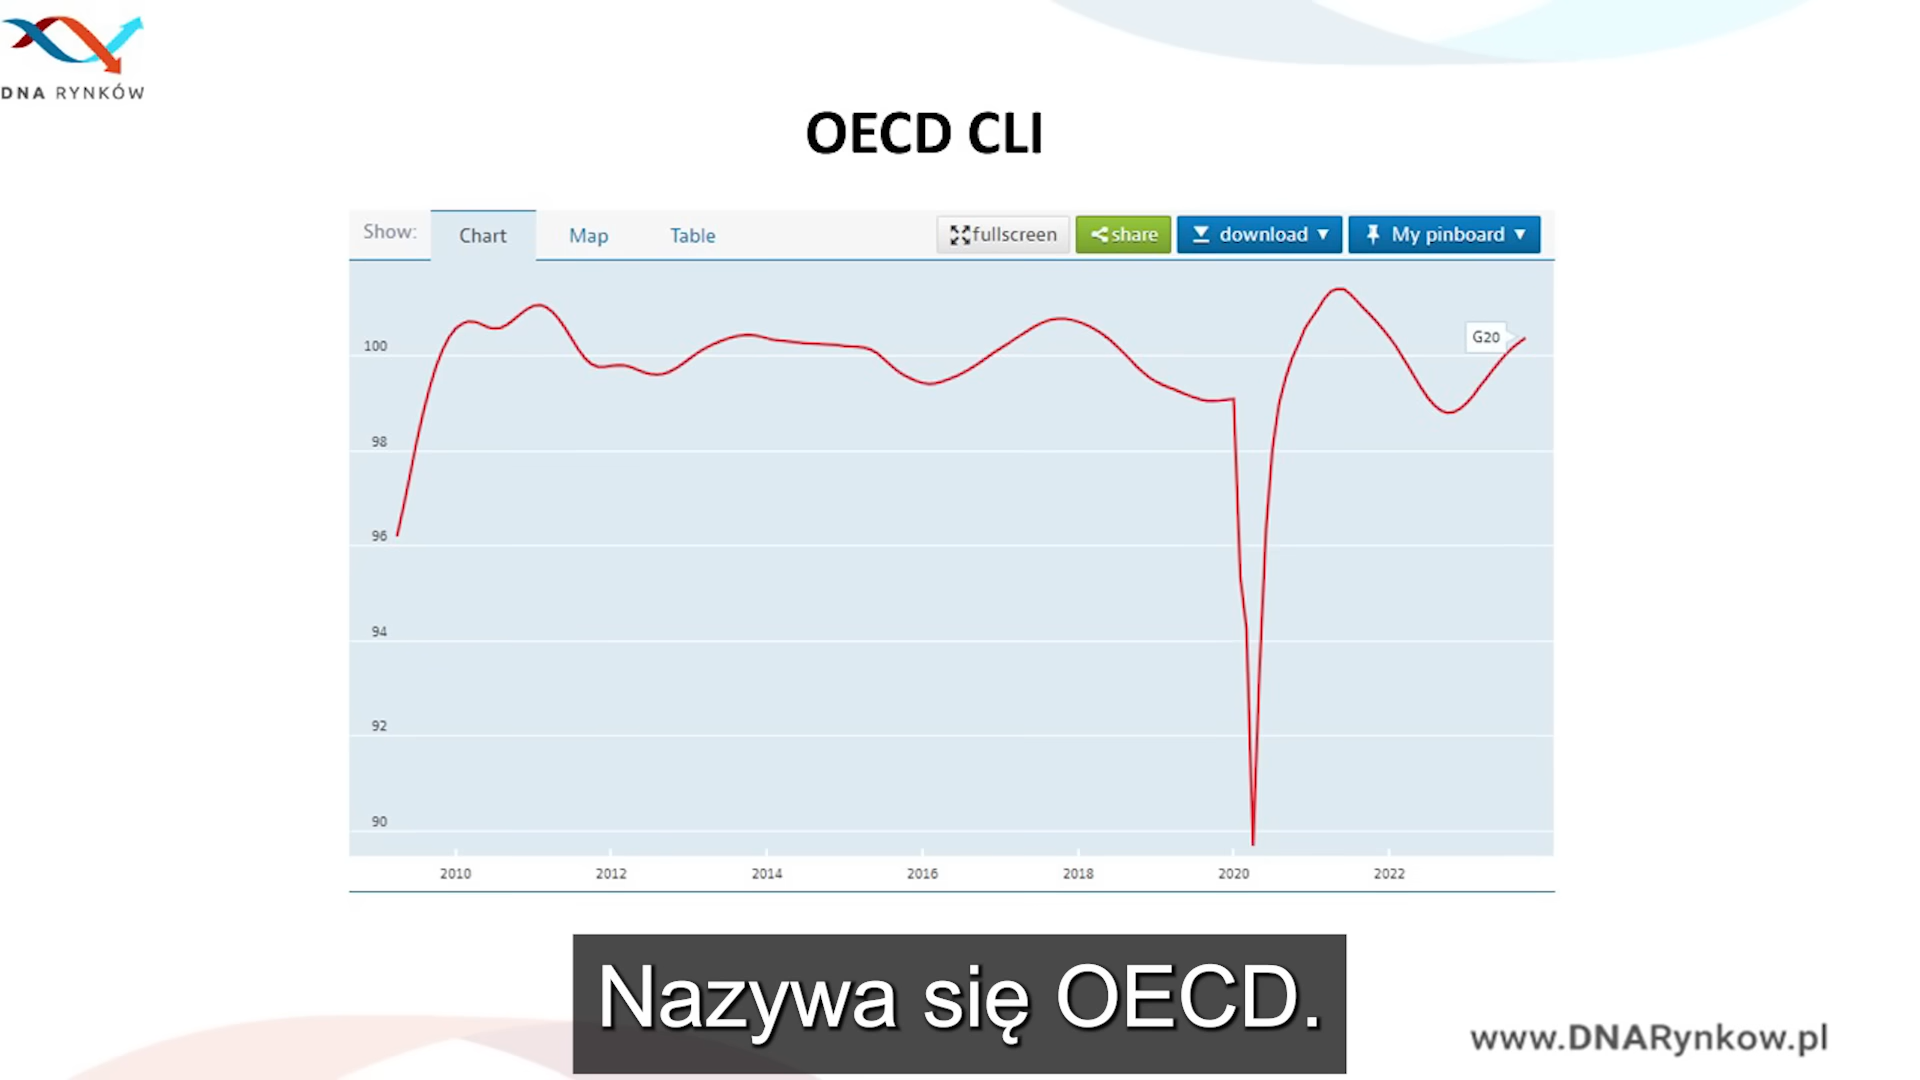 DNA RYNKÓW
OECD CLI
Show: Chart Map Table fullscreen share download ▼ My pinboard ▼
G20
100
98
96
94
92
90
2010 2012 2014 2016 2018 2020 2022
Nazywa się OECD.
www.DNARynkow.pl